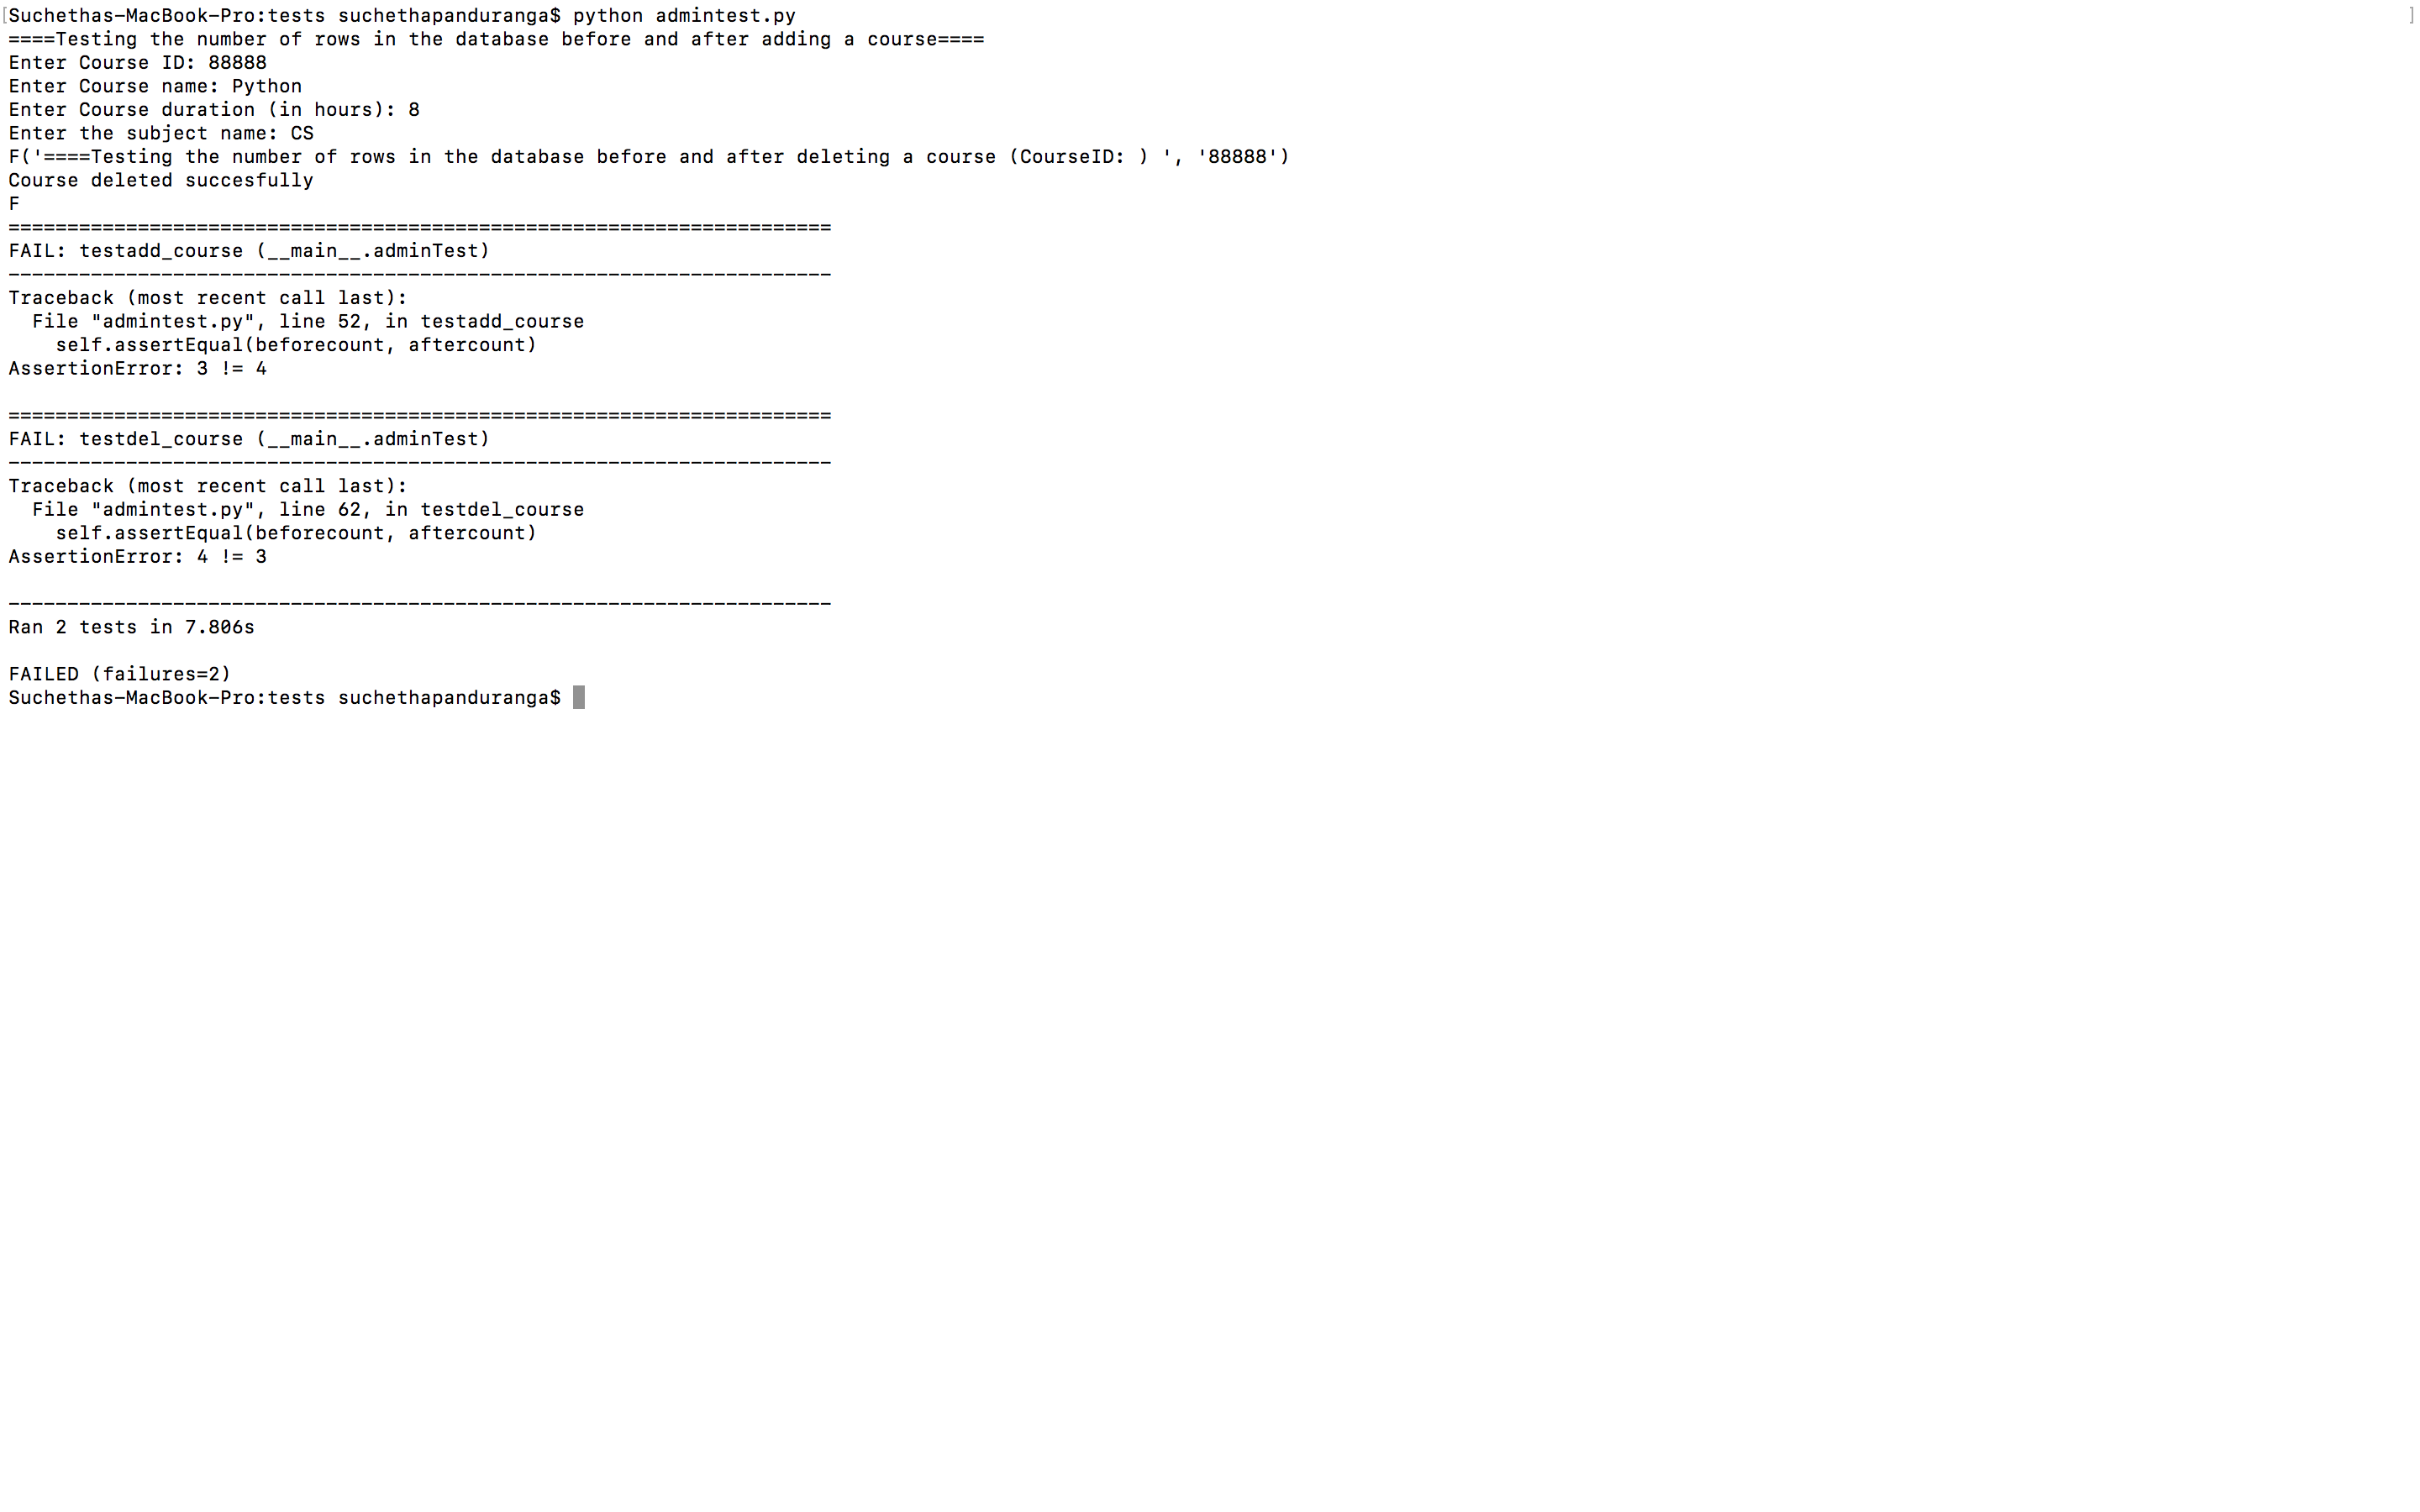 [Suchethas-MacBook-Pro:tests suchethapanduranga$ python admintest.py ]
====Testing the number of rows in the database before and after adding a course====
Enter Course ID: 88888
Enter Course name: Python
Enter Course duration (in hours): 8
Enter the subject name: CS
F('====Testing the number of rows in the database before and after deleting a course (CourseID: ) ', '88888')
Course deleted succesfully
F
======================================================================
FAIL: testadd_course (__main__.adminTest)
----------------------------------------------------------------------
Traceback (most recent call last):
  File "admintest.py", line 52, in testadd_course
    self.assertEqual(beforecount, aftercount)
AssertionError: 3 != 4

======================================================================
FAIL: testdel_course (__main__.adminTest)
----------------------------------------------------------------------
Traceback (most recent call last):
  File "admintest.py", line 62, in testdel_course
    self.assertEqual(beforecount, aftercount)
AssertionError: 4 != 3

----------------------------------------------------------------------
Ran 2 tests in 7.806s

FAILED (failures=2)
Suchethas-MacBook-Pro:tests suchethapanduranga$